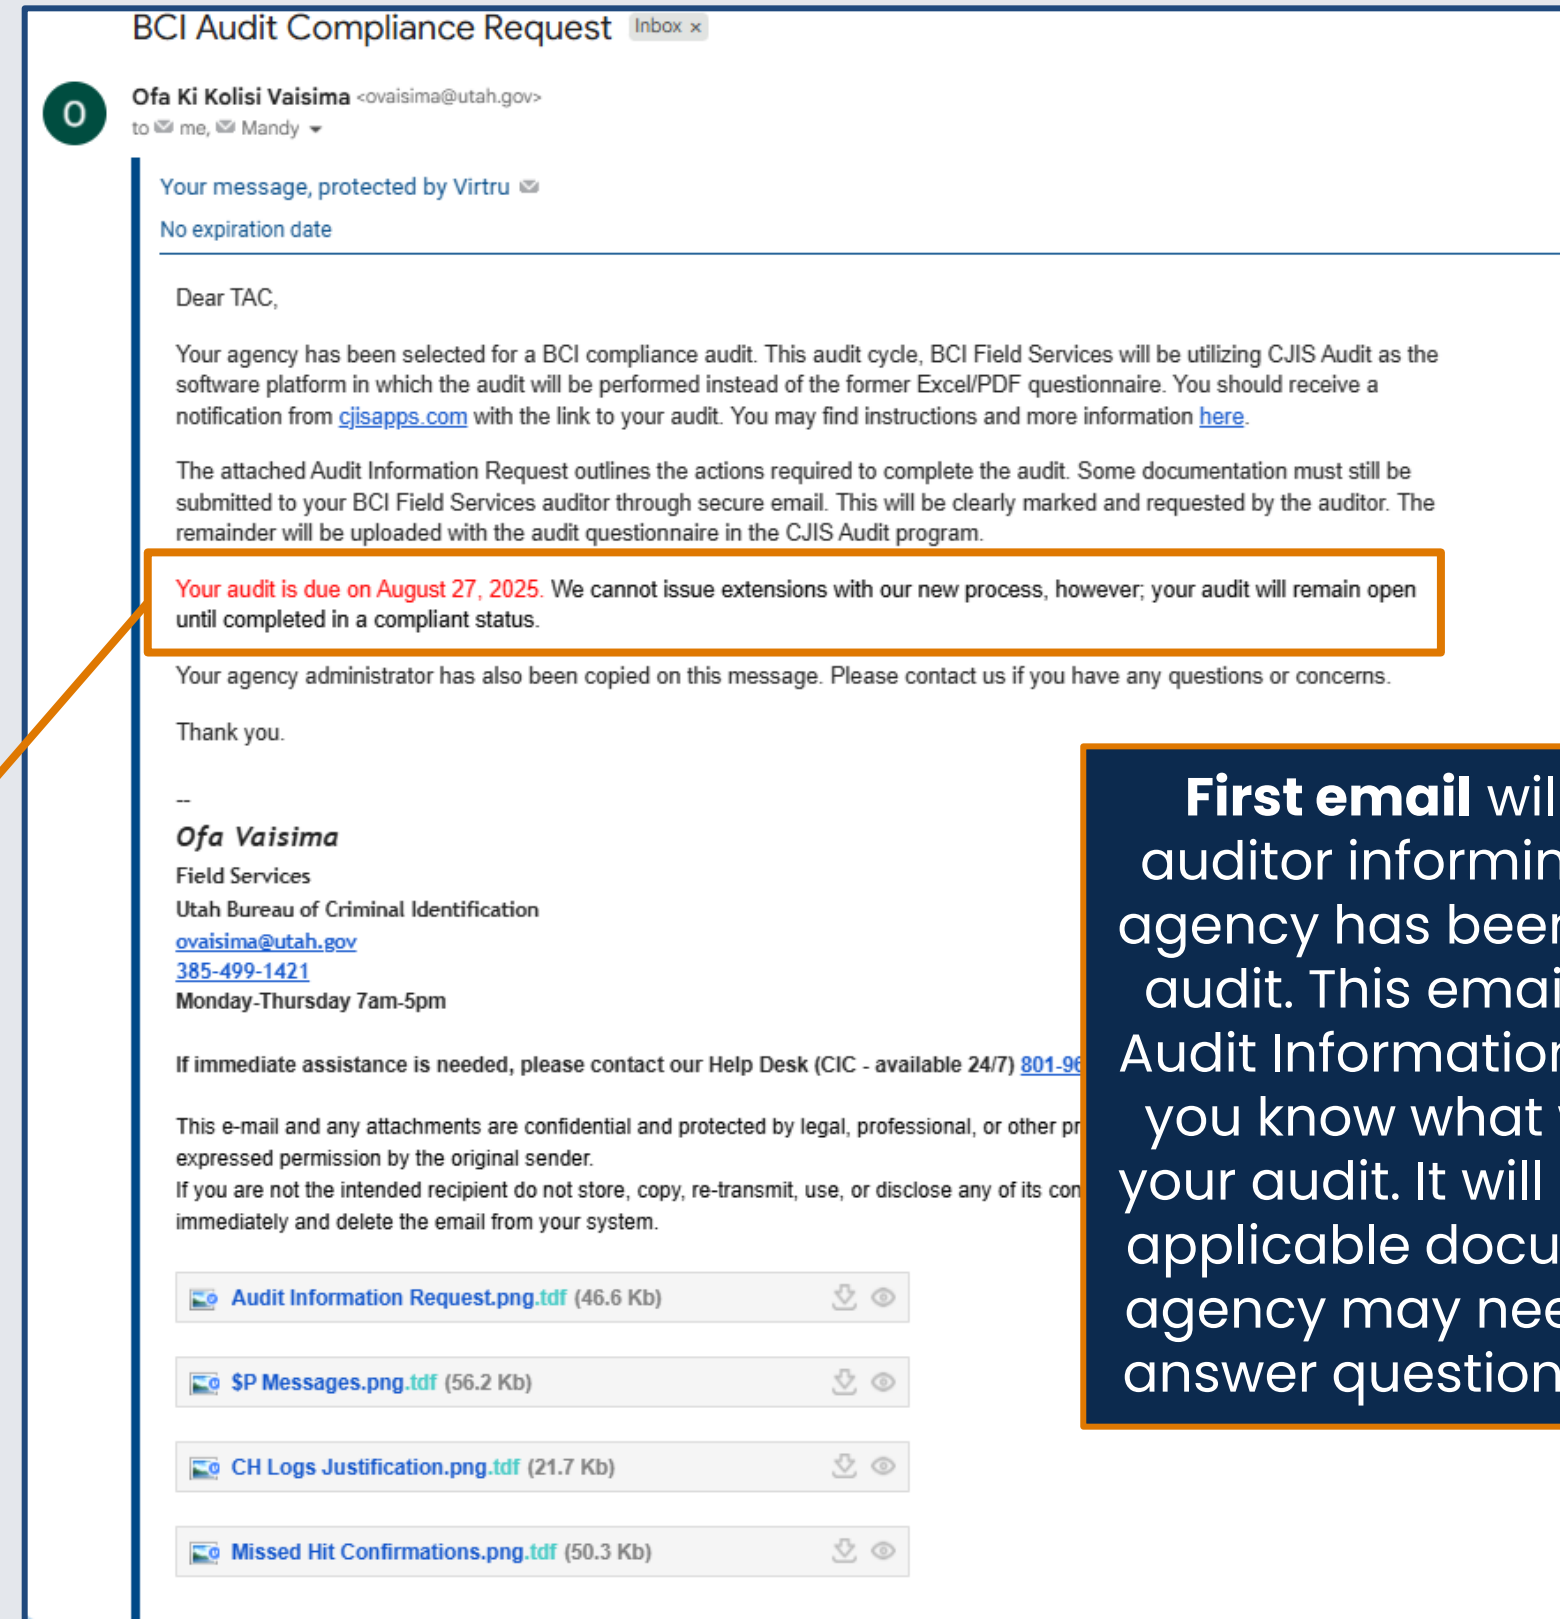 BCI Audit Compliance Request Inbox x
O
Ofa Ki Kolisi Vaisima <ovaisima@utah.gov>
to me, Mandy
Your message, protected by Virtru
No expiration date
Dear TAC,
Your agency has been selected for a BCI compliance audit. This audit cycle, BCI Field Services will be utilizing CJIS Audit as the
software platform in which the audit will be performed instead of the former Excel/PDF questionnaire. You should receive a
notification from cjisapps.com with the link to your audit. You may find instructions and more information here.
The attached Audit Information Request outlines the actions required to complete the audit. Some documentation must still be
submitted to your BCI Field Services auditor through secure email. This will be clearly marked and requested by the auditor. The
remainder will be uploaded with the audit questionnaire in the CJIS Audit program.
Your audit is due on August 27, 2025. We cannot issue extensions with our new process, however; your audit will remain open
until completed in a compliant status.
Your agency administrator has also been copied on this message. Please contact us if you have any questions or concerns.
Thank you.
--
Ofa Vaisima
Field Services
Utah Bureau of Criminal Identification
ovaisima@utah.gov
385-499-1421
Monday-Thursday 7am-5pm
If immediate assistance is needed, please contact our Help Desk (CIC - available 24/7) 801-96
This e-mail and any attachments are confidential and protected by legal, professional, or other pr
expressed permission by the original sender.
If you are not the intended recipient do not store, copy, re-transmit, use, or disclose any of its con
immediately and delete the email from your system.
Audit Information Request.png.tdf (46.6 Kb)
$P Messages.png.tdf (56.2 Kb)
CH Logs Justification.png.tdf (21.7 Kb)
Missed Hit Confirmations.png.tdf (50.3 Kb)
First email wil
auditor informin
agency has been
audit. This emai
Audit Information
you know what
your audit. It will
applicable docu
agency may nee
answer question